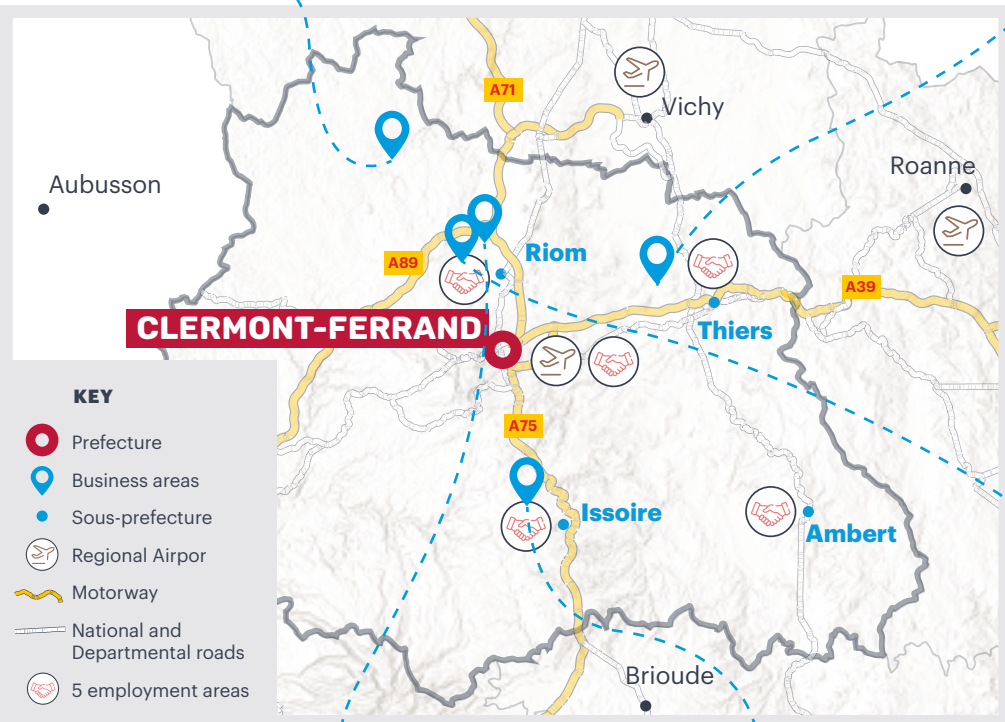 A71
Vichy
Aubusson
Roanne
Riom
A89
A39
CLERMONT-FERRAND
Thiers
KEY
Prefecture
Business areas
Sous-prefecture
Regional Airpor
Motorway
National and
Departmental roads
5 employment areas
A75
Issoire
Ambert
Brioude